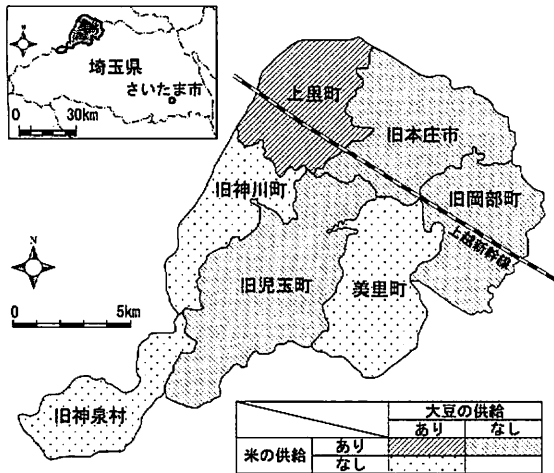 N
埼玉県
さいたま市
0 30km
上里町
旧本庄市
旧神川町
旧岡部町
上越新幹線
N
旧児玉町
美里町
0 5km
旧神泉村
大豆の供給
あり なし
米の供給 あり
なし